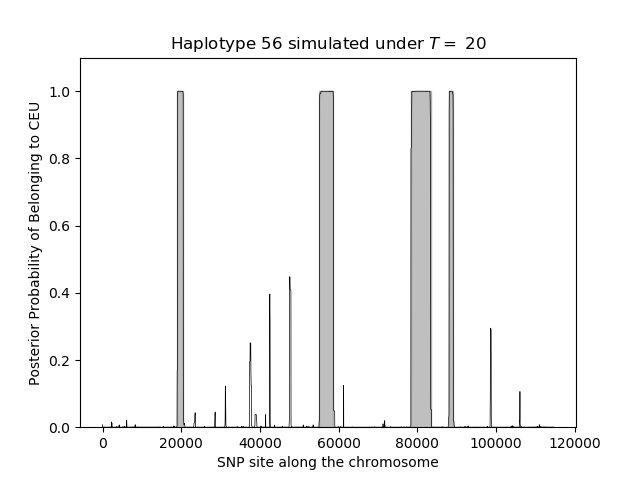 Haplotype 56 simulated under T = 20
Posterior Probability of Belonging to CEU
1.0
0.8
0.6
0.4
0.2
0.0
0 20000 40000 60000 80000 100000 120000
SNP site along the chromosome